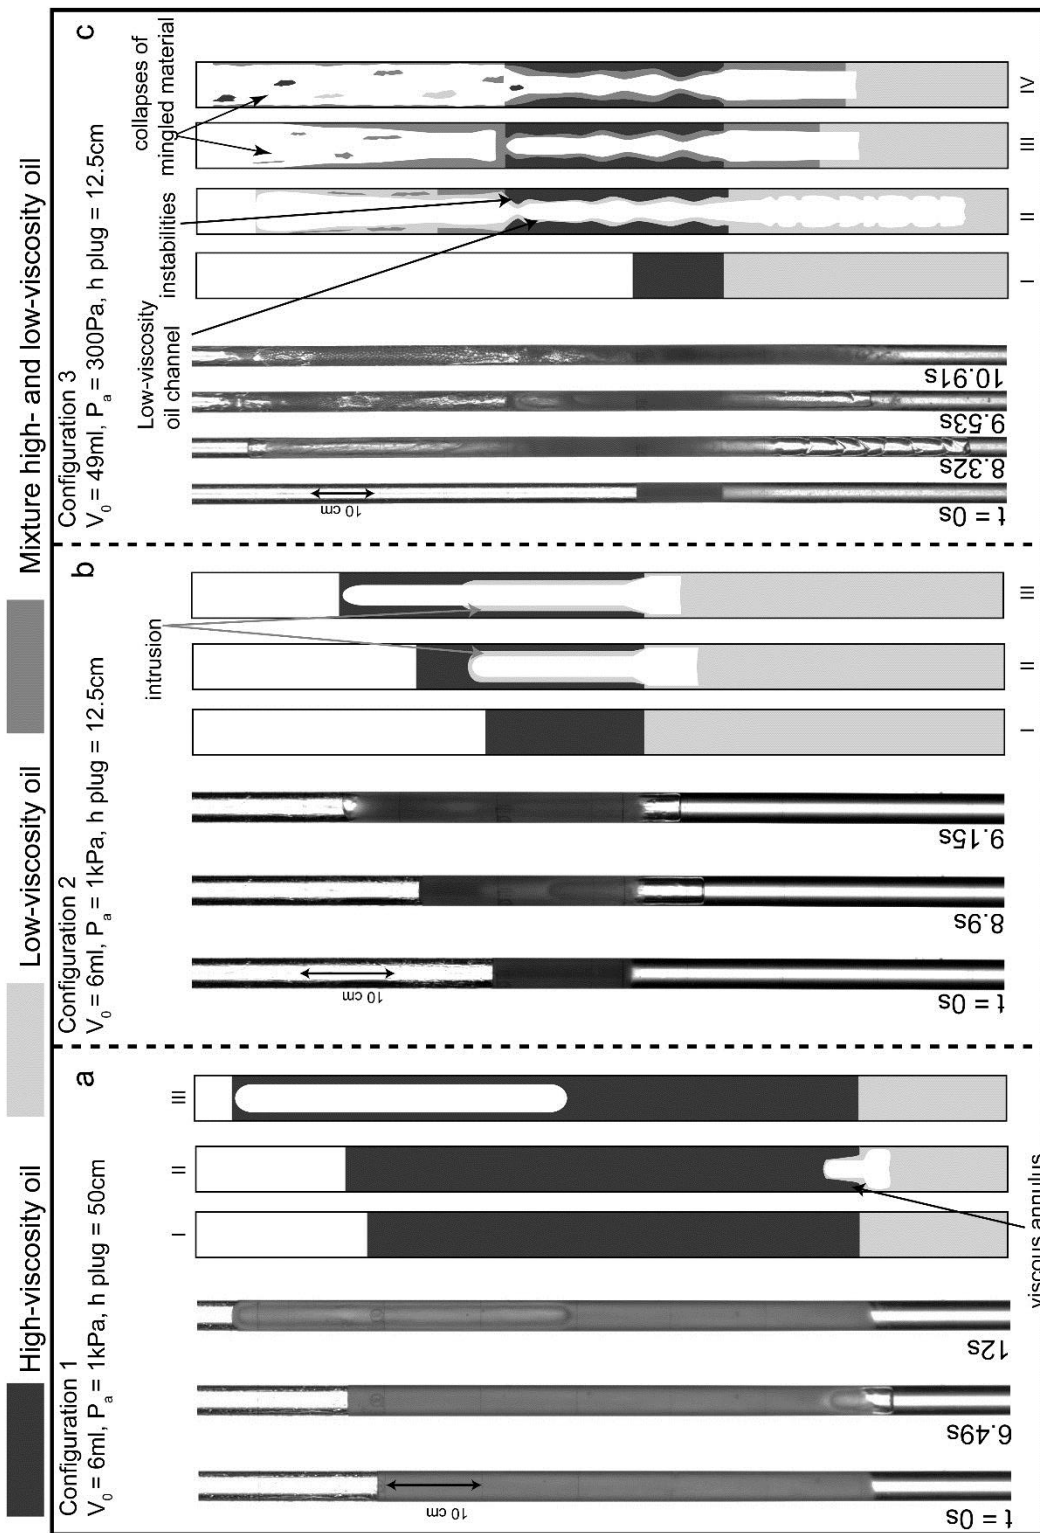 High-viscosity oil
Low-viscosity oil
Mixture high- and low-viscosity oil
Configuration 1
V₀ = 6ml, Pₐ = 1kPa, h plug = 50cm
a
t = 0s
10 cm
6.49s
12s
I
II
III
viscous annulus
Configuration 2
V₀ = 6ml, Pₐ = 1kPa, h plug = 12.5cm
b
t = 0s
10 cm
8.9s
9.15s
intrusion
I
II
III
Configuration 3
V₀ = 49ml, Pₐ = 300Pa, h plug = 12.5cm
c
t = 0s
10 cm
8.32s
9.53s
10.91s
Low-viscosity
oil channel
instabilities
collapses of
mingled material
I
II
III
IV